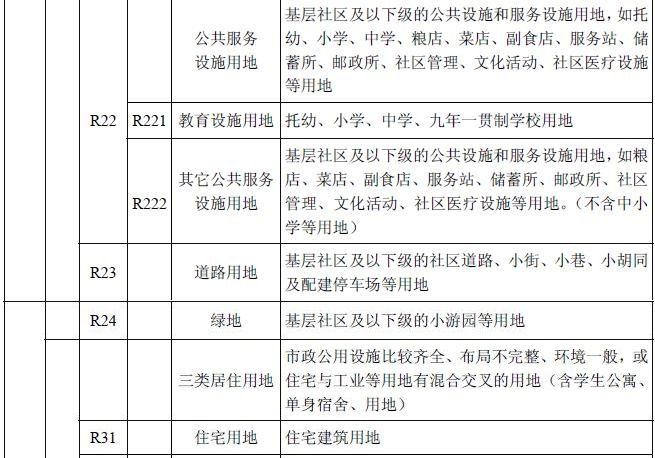 公共服务
设施用地
基层社区及以下级的公共设施和服务设施用地，如托
幼、小学、中学、粮店、菜店、副食店、服务站、储
蓄所、邮政所、社区管理、文化活动、社区医疗设施
等用地
R22
R221
教育设施用地
托幼、小学、中学、九年一贯制学校用地
R222
其它公共服务
设施用地
基层社区及以下级的公共设施和服务设施用地，如粮
店、菜店、副食店、服务站、储蓄所、邮政所、社区
管理、文化活动、社区医疗设施等用地。（不含中小
学等用地）
R23
道路用地
基层社区及以下级的社区道路、小街、小巷、小胡同
及配建停车场等用地
R24
绿地
基层社区及以下级的小游园等用地
三类居住用地
市政公用设施比较齐全、布局不完整、环境一般，或
住宅与工业等用地有混合交叉的用地（含学生公寓、
单身宿舍、用地）
R31
住宅用地
住宅建筑用地